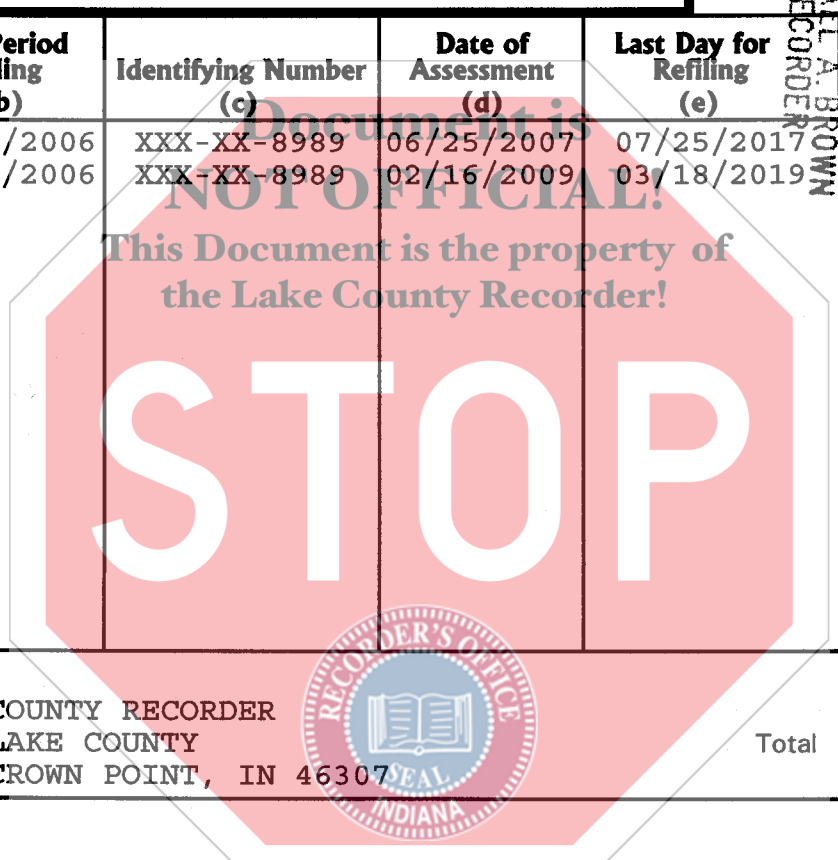 Period
ling
b)
Identifying Number
(c)
Date of
Assessment
(d)
Last Day for
Refiling
(e)
A. BROWN
RECORDER
/2006 XXX-XX-8989 06/25/2007 07/25/2017
/2006 XXX-XX-8989 02/16/2009 03/18/2019
Document is
NOT OFFICIAL!
This Document is the property of
the Lake County Recorder!
STOP
RECORDER'S OFFICE
SEAL
INDIANA
COUNTY RECORDER
LAKE COUNTY
CROWN POINT, IN 46307
Total